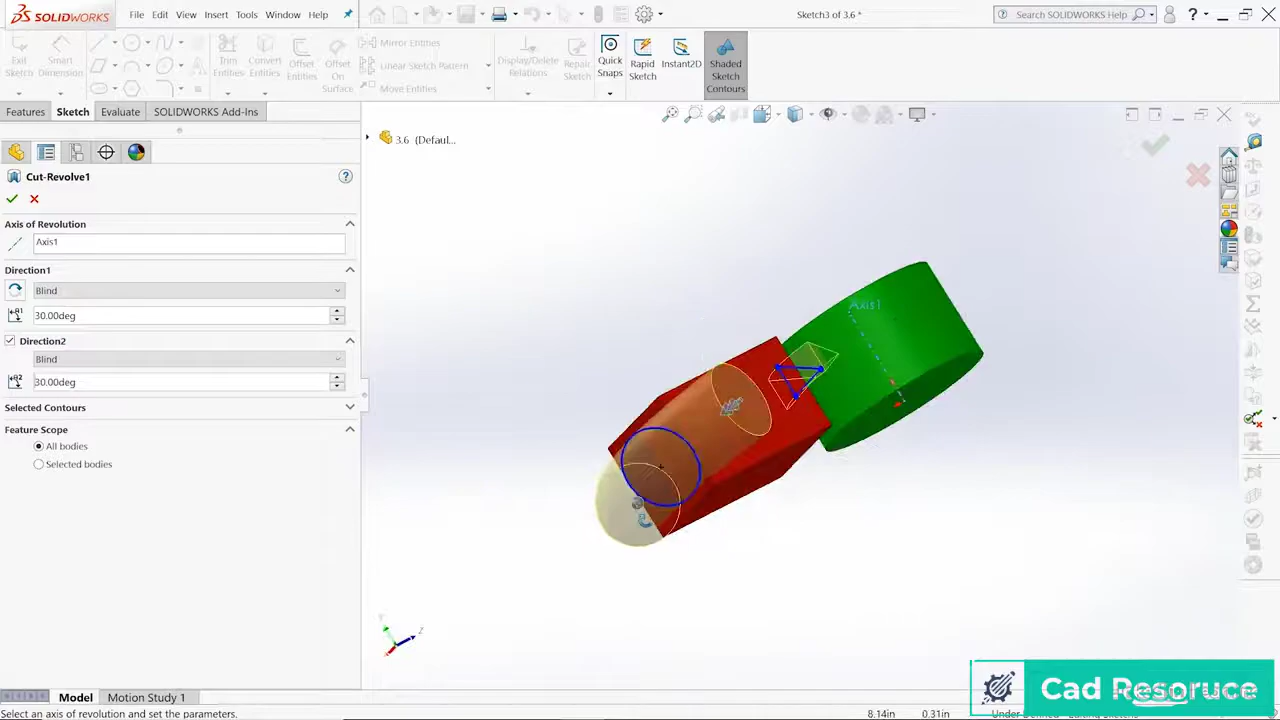 SOLIDWORKS
File Edit View Insert Tools Window Help
Sketch3 of 3.6 *
Search SOLIDWORKS Help
Exit Sketch
Smart Dimension
Trim Entities
Convert Entities
Offset Entities
Offset On Surface
Mirror Entities
Linear Sketch Pattern
Move Entities
Display/Delete Relations
Repair Sketch
Quick Snaps
Rapid Sketch
Instant2D
Shaded Sketch Contours
Features Sketch Evaluate SOLIDWORKS Add-Ins
3.6 (Defaul...
Cut-Revolve1
Axis of Revolution
Axis1
Direction1
Blind
30.00deg
Direction2
Blind
30.00deg
Selected Contours
Feature Scope
All bodies
Selected bodies
Axis1
Z
Model Motion Study 1
Select an axis of revolution and set the parameters.
8.14in 0.31in
Cad Resoruce